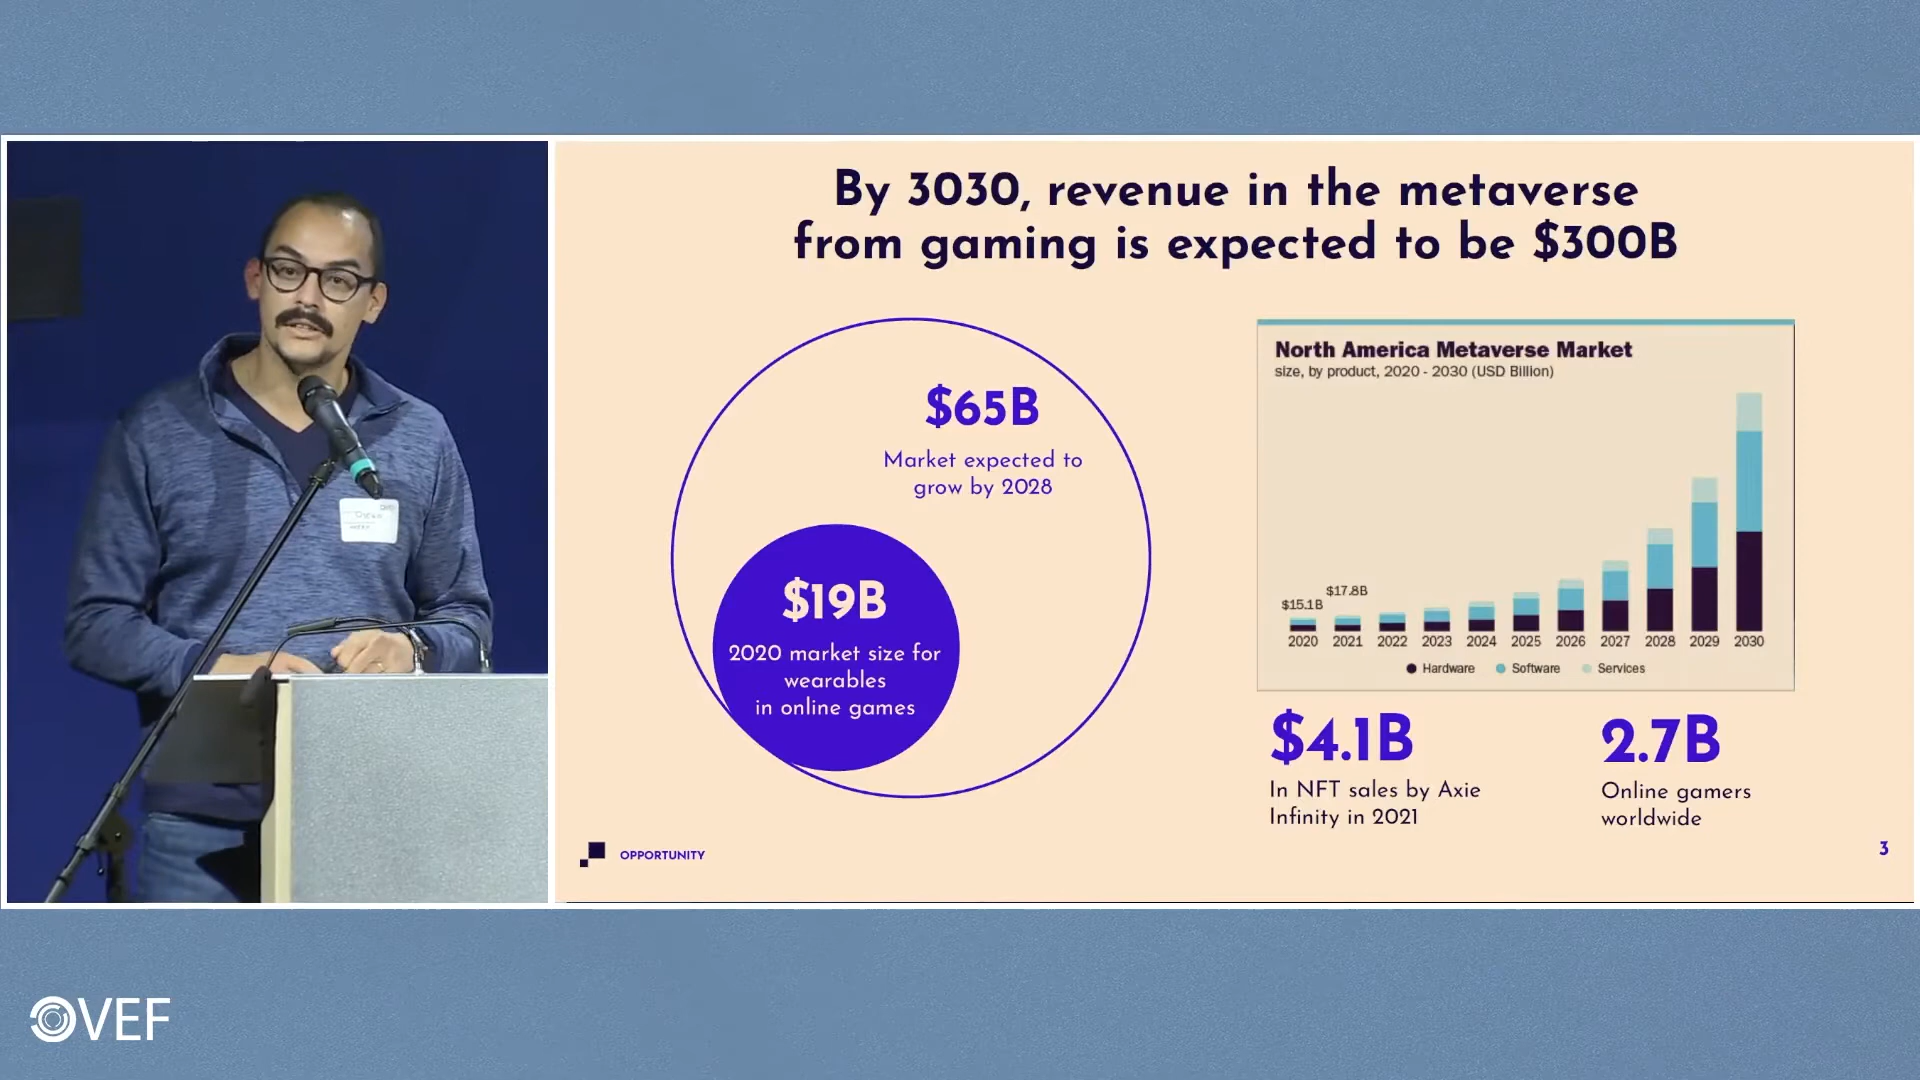 By 3030, revenue in the metaverse
from gaming is expected to be $300B
$65B
Market expected to
grow by 2028
$19B
2020 market size for
wearables
in online games
North America Metaverse Market
size, by product, 2020 - 2030 (USD Billion)
$15.1B
$17.8B
2020 2021 2022 2023 2024 2025 2026 2027 2028 2029 2030
Hardware Software Services
$4.1B
In NFT sales by Axie
Infinity in 2021
2.7B
Online gamers
worldwide
OPPORTUNITY
3
VEF